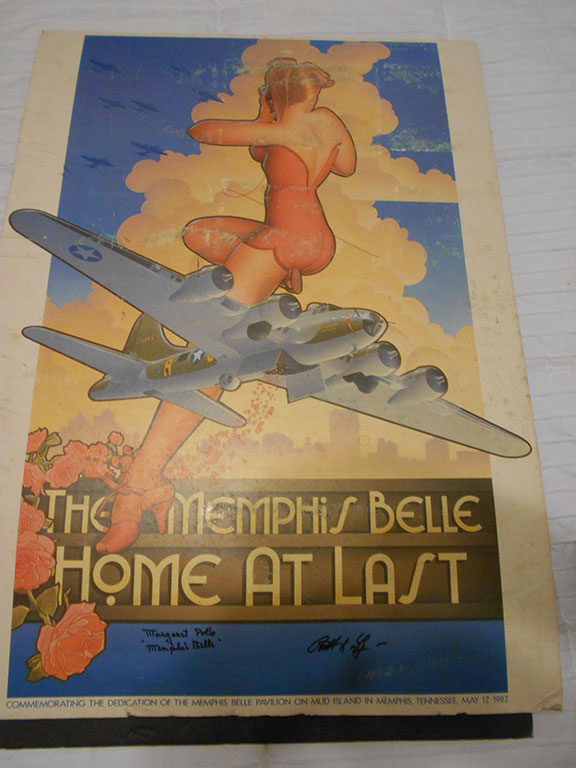 THE MEMPHIS BELLE
HOME AT LAST
Margaret Polk
"Memphis Belle"
COMMEMORATING THE DEDICATION OF THE MEMPHIS BELLE PAVILION ON MUD ISLAND IN MEMPHIS, TENNESSEE, MAY 17, 1987